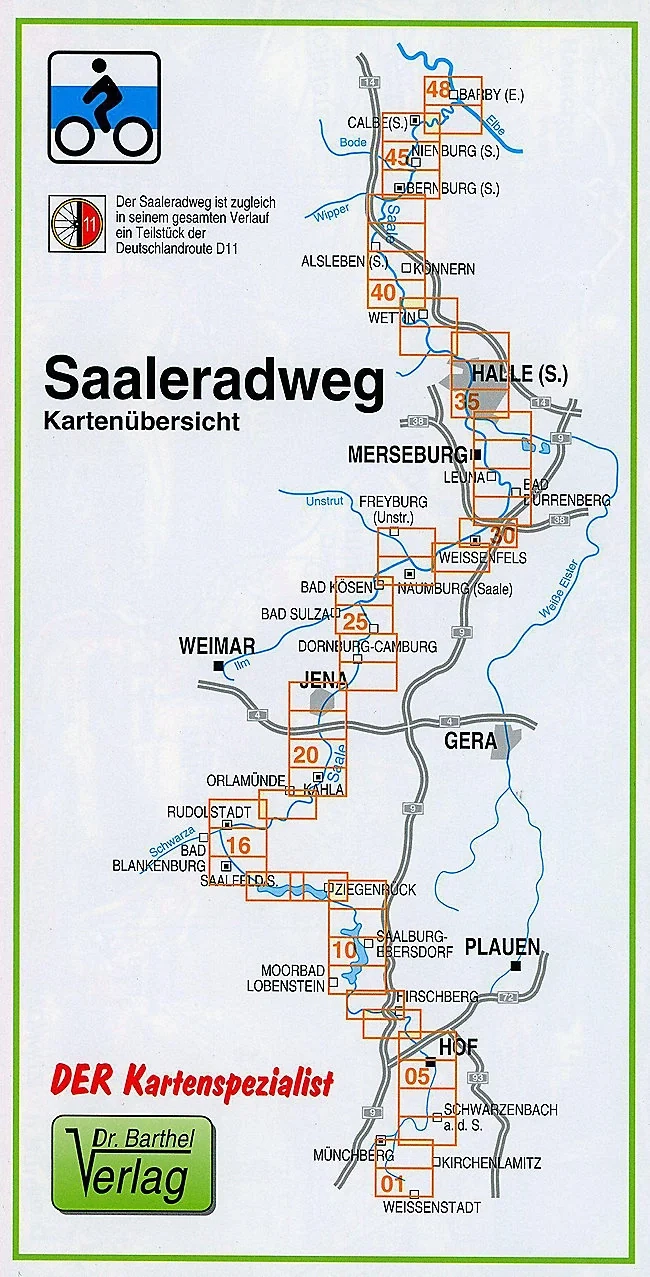 14
48
BARBY (E.)
CALBE(S.)
Elbe
Bode
45
NIENBURG (S.)
BERNBURG (S.)
11
Der Saaleradweg ist zugleich
in seinem gesamten Verlauf
ein Teilstück der
Deutschlandroute D11
Wipper
Saale
ALSLEBEN (S.)
KÖNNERN
40
WETTIN
Saaleradweg
Kartenübersicht
HALLE (S.)
35
14
38
9
MERSEBURG
LEUNA
BAD
DÜRRENBERG
Unstrut
FREYBURG
(Unstr.)
38
30
WEISSENFELS
BAD KÖSEN
NAUMBURG (Saale)
Weiße Elster
BAD SULZA
25
9
WEIMAR
Ilm
DORNBURG-CAMBURG
JENA
4
4
GERA
20
Saale
ORLAMÜNDE
KAHLA
RUDOLSTADT
9
Schwarza
16
BAD
BLANKENBURG
SAALFELD/S.
ZIEGENRÜCK
10
SAALBURG-
EBERSDORF
PLAUEN
MOORBAD
LOBENSTEIN
HIRSCHBERG
72
HOF
DER Kartenspezialist
05
93
9
SCHWARZENBACH
a. d. S.
Dr. Barthel
Verlag
MÜNCHBERG
KIRCHENLAMITZ
01
WEISSENSTADT